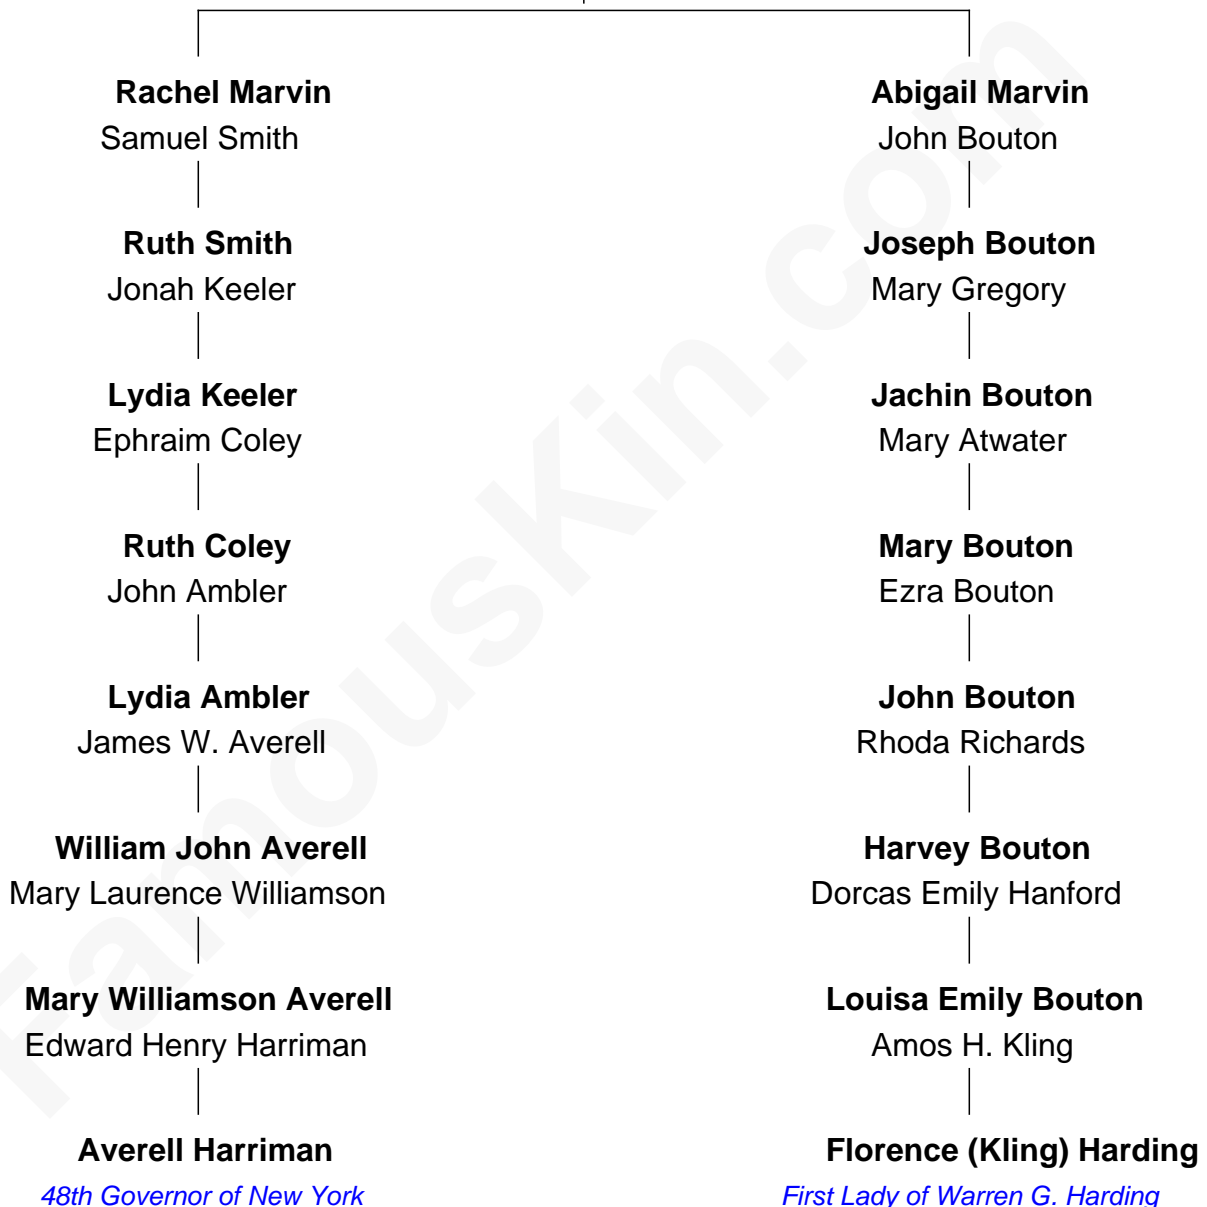 Rachel Marvin
Samuel Smith
Abigail Marvin
John Bouton
Ruth Smith
Jonah Keeler
Joseph Bouton
Mary Gregory
Lydia Keeler
Ephraim Coley
Jachin Bouton
Mary Atwater
Ruth Coley
John Ambler
Mary Bouton
Ezra Bouton
Lydia Ambler
James W. Averell
John Bouton
Rhoda Richards
William John Averell
Mary Laurence Williamson
Harvey Bouton
Dorcas Emily Hanford
Mary Williamson Averell
Edward Henry Harriman
Louisa Emily Bouton
Amos H. Kling
Averell Harriman
48th Governor of New York
Florence (Kling) Harding
First Lady of Warren G. Harding
FamousKin.com